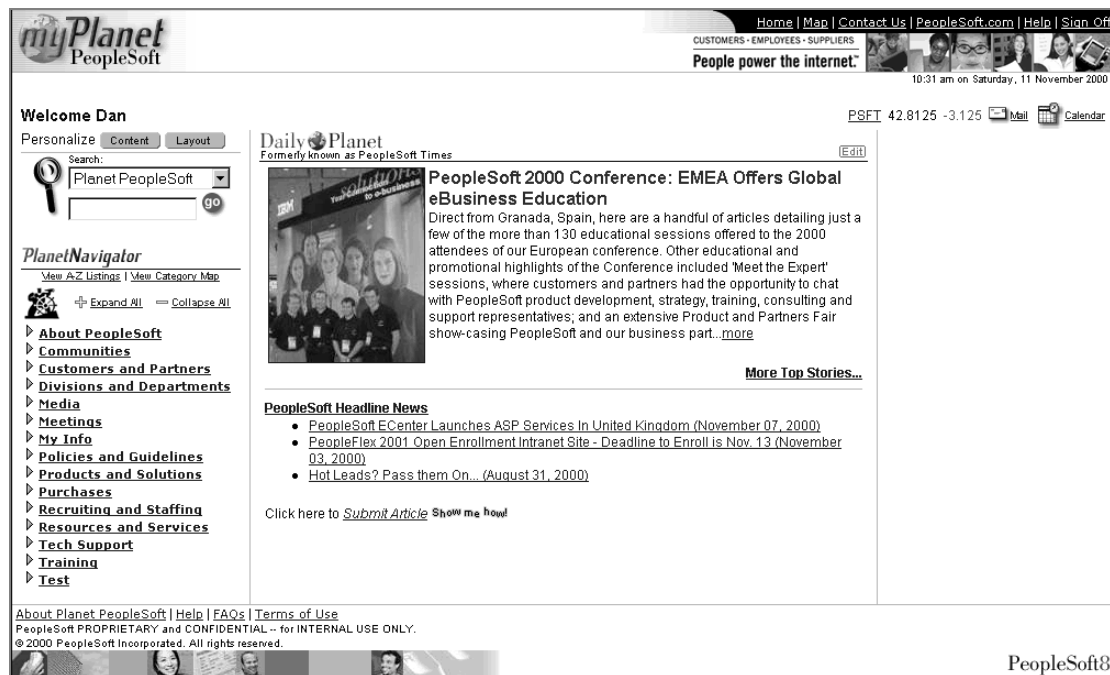 myPlanet
PeopleSoft
Home | Map | Contact Us | PeopleSoft.com | Help | Sign Off
CUSTOMERS · EMPLOYEES · SUPPLIERS
People power the internet.™
10:31 am on Saturday, 11 November 2000
Welcome Dan
PSFT 42.8125 -3.125 Mail Calendar
Personalize Content Layout
Search:
Planet PeopleSoft
go
PlanetNavigator
View A-Z Listings | View Category Map
Expand All Collapse All
About PeopleSoft
Communities
Customers and Partners
Divisions and Departments
Media
Meetings
My Info
Policies and Guidelines
Products and Solutions
Purchases
Recruiting and Staffing
Resources and Services
Tech Support
Training
Test
Daily Planet
Formerly known as PeopleSoft Times
Edit
solutions
Your connection
to e-business
IBM
PeopleSoft 2000 Conference: EMEA Offers Global
eBusiness Education
Direct from Granada, Spain, here are a handful of articles detailing just a
few of the more than 130 educational sessions offered to the 2000
attendees of our European conference. Other educational and
promotional highlights of the Conference included 'Meet the Expert'
sessions, where customers and partners had the opportunity to chat
with PeopleSoft product development, strategy, training, consulting and
support representatives; and an extensive Product and Partners Fair
show-casing PeopleSoft and our business part...more
More Top Stories...
PeopleSoft Headline News
• PeopleSoft ECenter Launches ASP Services In United Kingdom (November 07, 2000)
• PeopleFlex 2001 Open Enrollment Intranet Site - Deadline to Enroll is Nov. 13 (November
03, 2000)
• Hot Leads? Pass them On... (August 31, 2000)
Click here to Submit Article Show me how!
About Planet PeopleSoft | Help | FAQs | Terms of Use
PeopleSoft PROPRIETARY and CONFIDENTIAL -- for INTERNAL USE ONLY.
© 2000 PeopleSoft Incorporated. All rights reserved.
PeopleSoft8